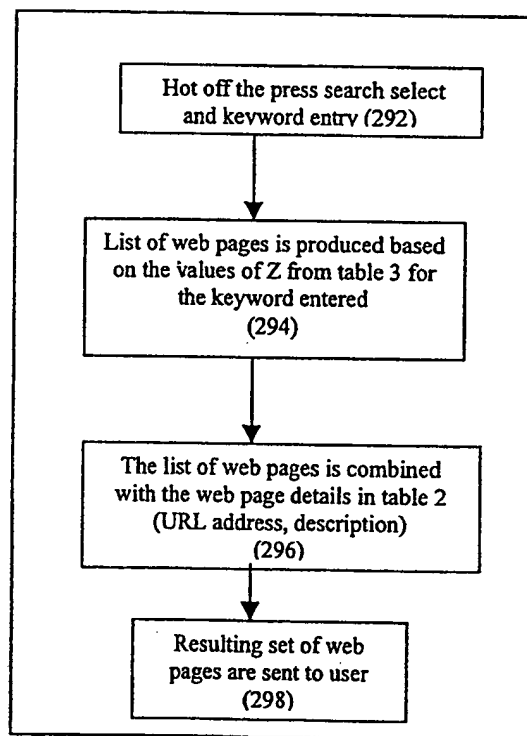 Hot off the press search select
and keyword entry (292)
List of web pages is produced based
on the values of Z from table 3 for
the keyword entered
(294)
The list of web pages is combined
with the web page details in table 2
(URL address, description)
(296)
Resulting set of web
pages are sent to user
(298)